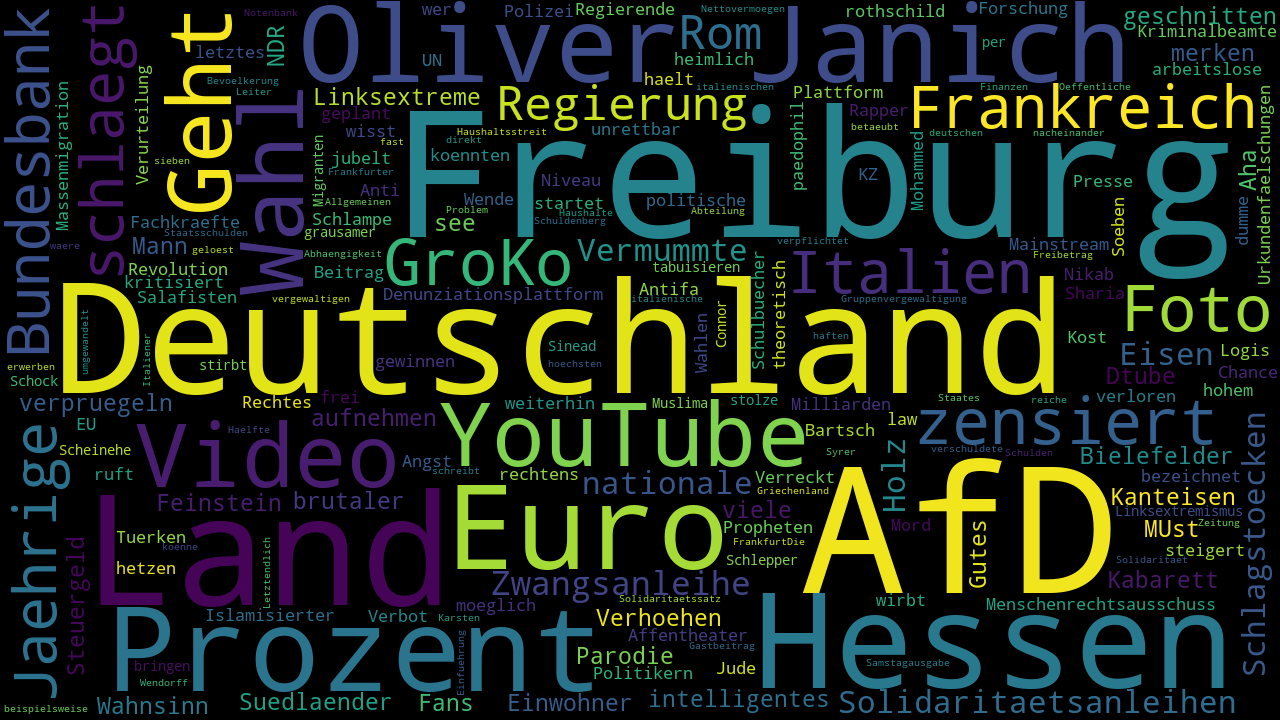 Notenbank
wer
Polizei
Regierende
Nettovermoegen
rothschild
Forschung
geschnitten
Kriminalbeamte
Oliver Janich
Rom
letztes
NDR
UN
heimlich
per
merken
arbeitslose
Bundesbank
schlaegt
Geht
wahl
Bevoelkerung
Leiter
haelt
italienischen
Plattform
Finanzen
Oeffentliche
Linksextreme
Regierung
Rapper
Frankreich
geplant
wisst
Haushaltsstreit
unrettbar
betaeubt
deutschen
nacheinander
Massenmigration
Verurteilung
sieben
fast
direkt
Freiburg
jubelt
koennten
Migranten
Frankfurter
Anti
Niveau
paedophil
KZ
Mohammed
Presse
Aha
Urkundenfaelschungen
Allgemeinen
Wende
startet
politische
Problem
Haushalte
Abteilung
Schuldenberg
dumme
Fachkraefte
Schlampe
see
Staatsschulden
grausamer
Soeben
waere
Mann
geloest
Abhaengigkeit
GroKo
Vermummte
verpflichtet
Mainstream
Freibetrag
Revolution
Beitrag
tabuisieren
Italien
Nikab
kritisiert
Salafisten
vergewaltigen
Denunziationsplattform
Antifa
italienische
Schulbuecher
theoretisch
Gruppenvergewaltigung
Sharia
Foto
Deutschland
umgewandelt
Italiener
Wahlen
Connor
haften
Kost
erwerben
Schock
stirbt
gewinnen
Sinead
hoechsten
Eisen
Logis
Dtube
Chance
hohem
verpruegeln
Rechtes
frei
aufnehmen
weiterhin
Muslima
stolze
Milliarden
Staates
reiche
verloren
EU
Haelfte
YouTube
law
zensiert
Scheinehe
Video
Bartsch
verschuldete
Schulden
Bielefelder
ruft
Angst
schreibt
rechtens
Syrer
Verreckt
Griechenland
bezeichnet
Schlagstoecken
Jaehrige
Land
Feinstein
brutaler
Euro
nationale
viele
Holz
AfD
Kanteisen
Linksextremismus
Propheten
Mord
MUst
Zeitung
Tuerken
koenne
Letztendlich
FrankfurtDie
Gutes
steigert
Steuergeld
hetzen
Schlepper
Solidaritaet
Zwangsanleihe
Kabarett
Solidaritaetssatz
Prozent
Islamisierter
Verbot
Karsten
moeglich
Verhoehen
wirbt
Menschenrechtsausschuss
Affentheater
Hessen
Einfuehrung
Gastbeitrag
Parodie
bringen
Politikern
Jude
Samstagausgabe
Wendorff
beispielsweise
Wahnsinn
Suedlaender
Fans
Einwohner
intelligentes
Solidaritaetsanleihen